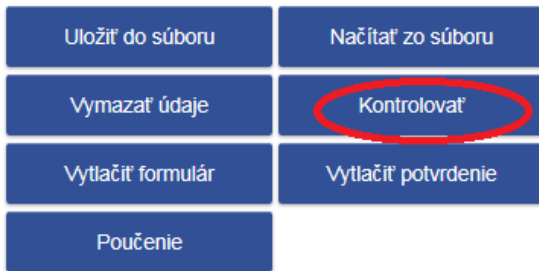 Uložiť do súboru
Načítať zo súboru
Vymazať údaje
Kontrolovať
Vytlačiť formulár
Vytlačiť potvrdenie
Poučenie